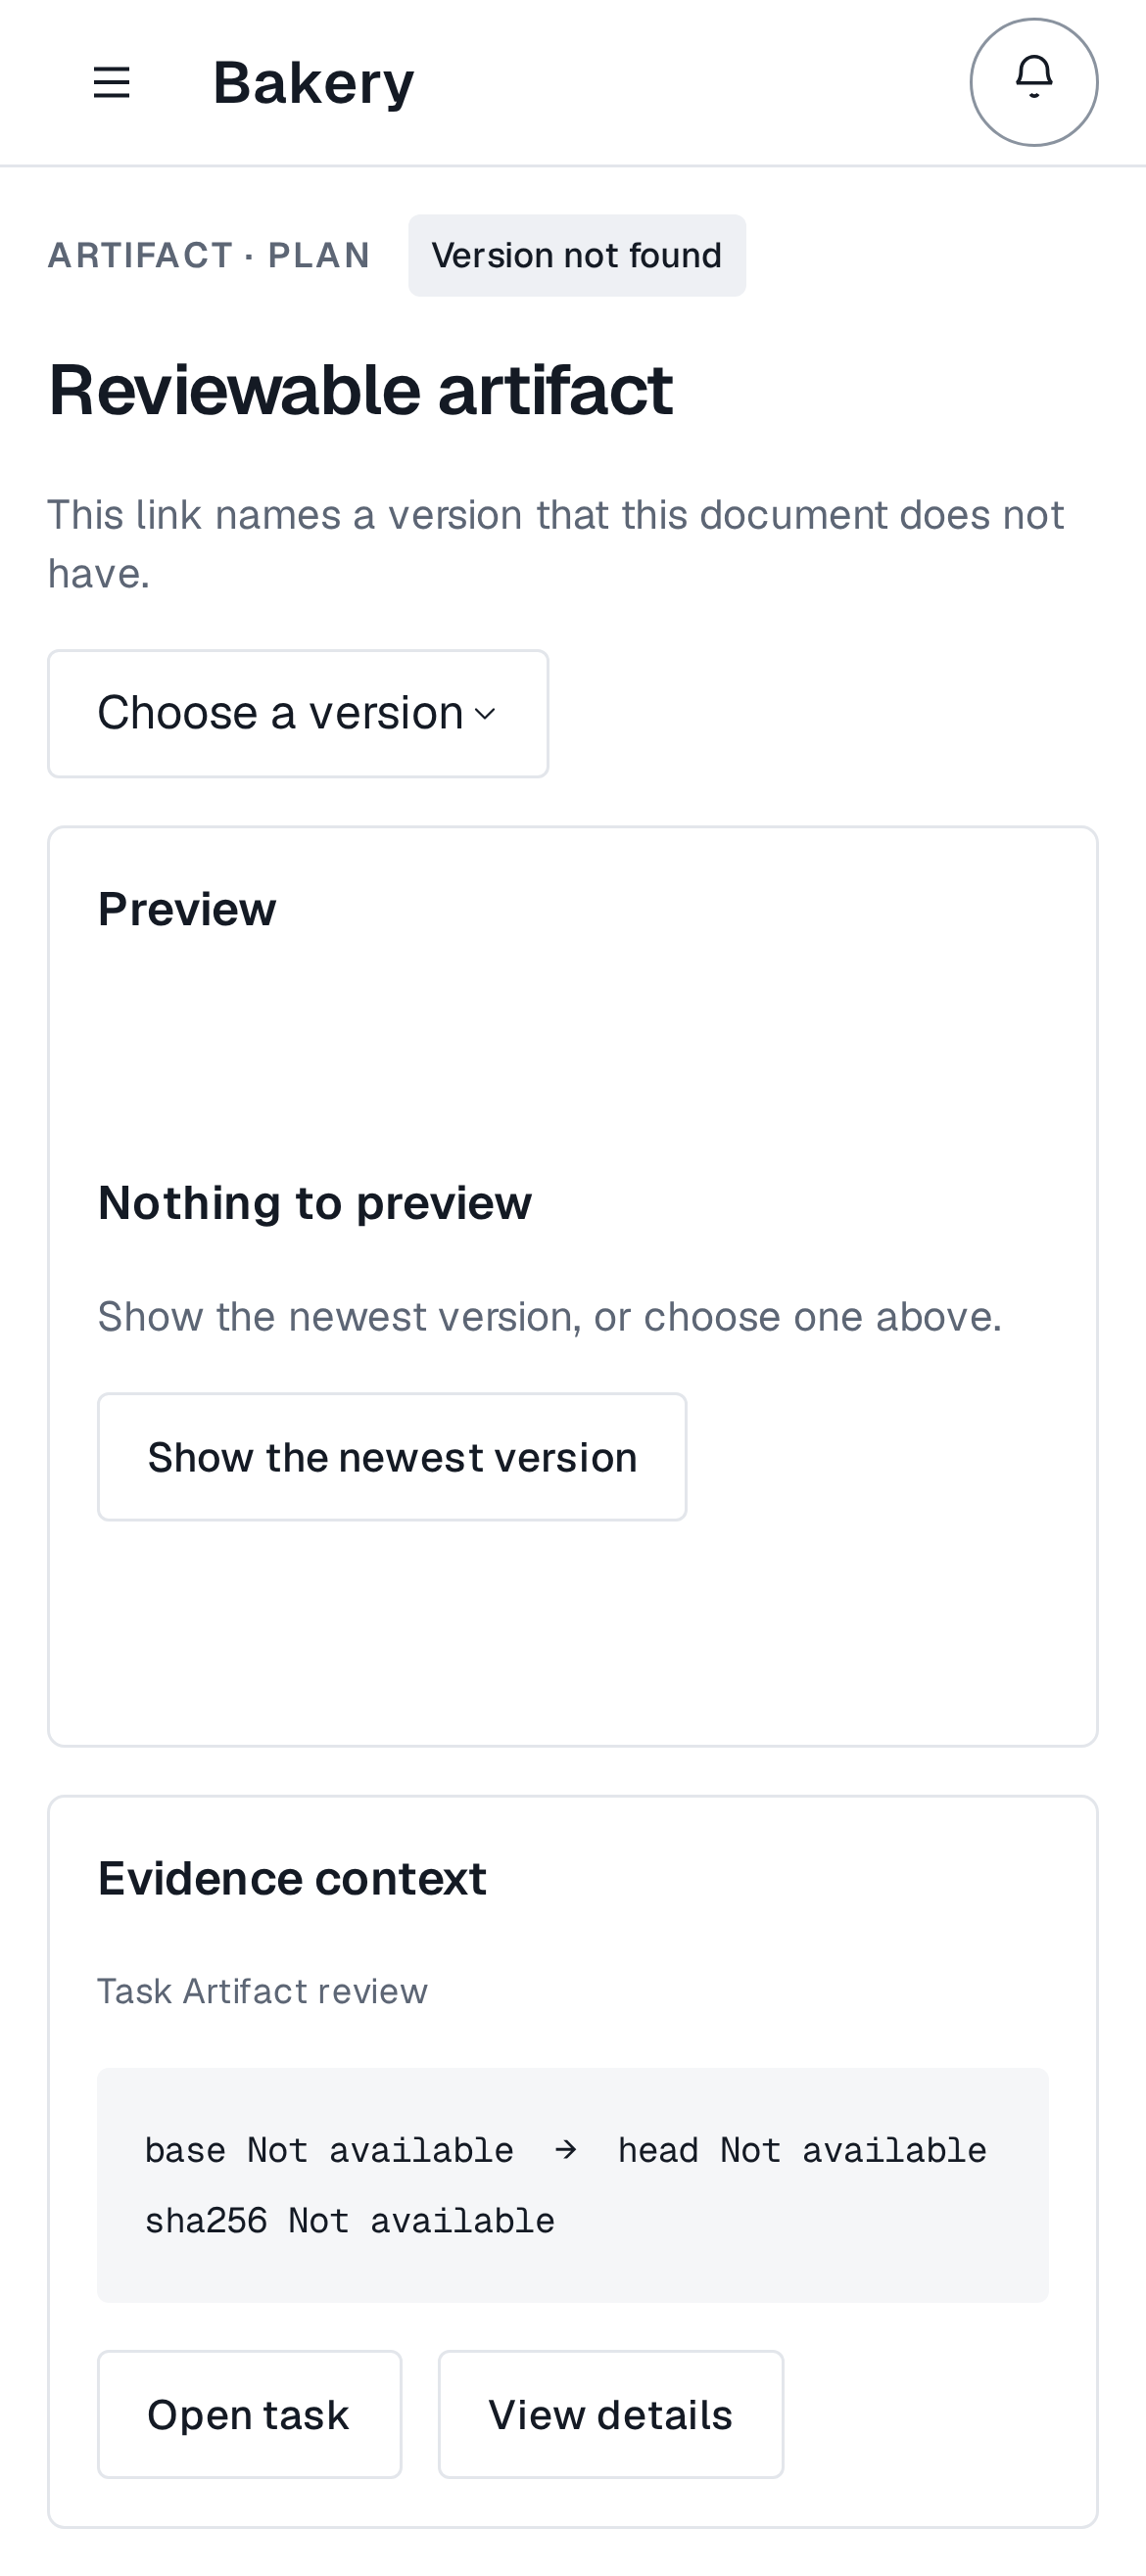 Bakery
ARTIFACT · PLAN
Version not found
Reviewable artifact
This link names a version that this document does not
have.
Choose a version
Preview
Nothing to preview
Show the newest version, or choose one above.
Show the newest version
Evidence context
Task Artifact review
base Not available → head Not available
sha256 Not available
Open task
View details